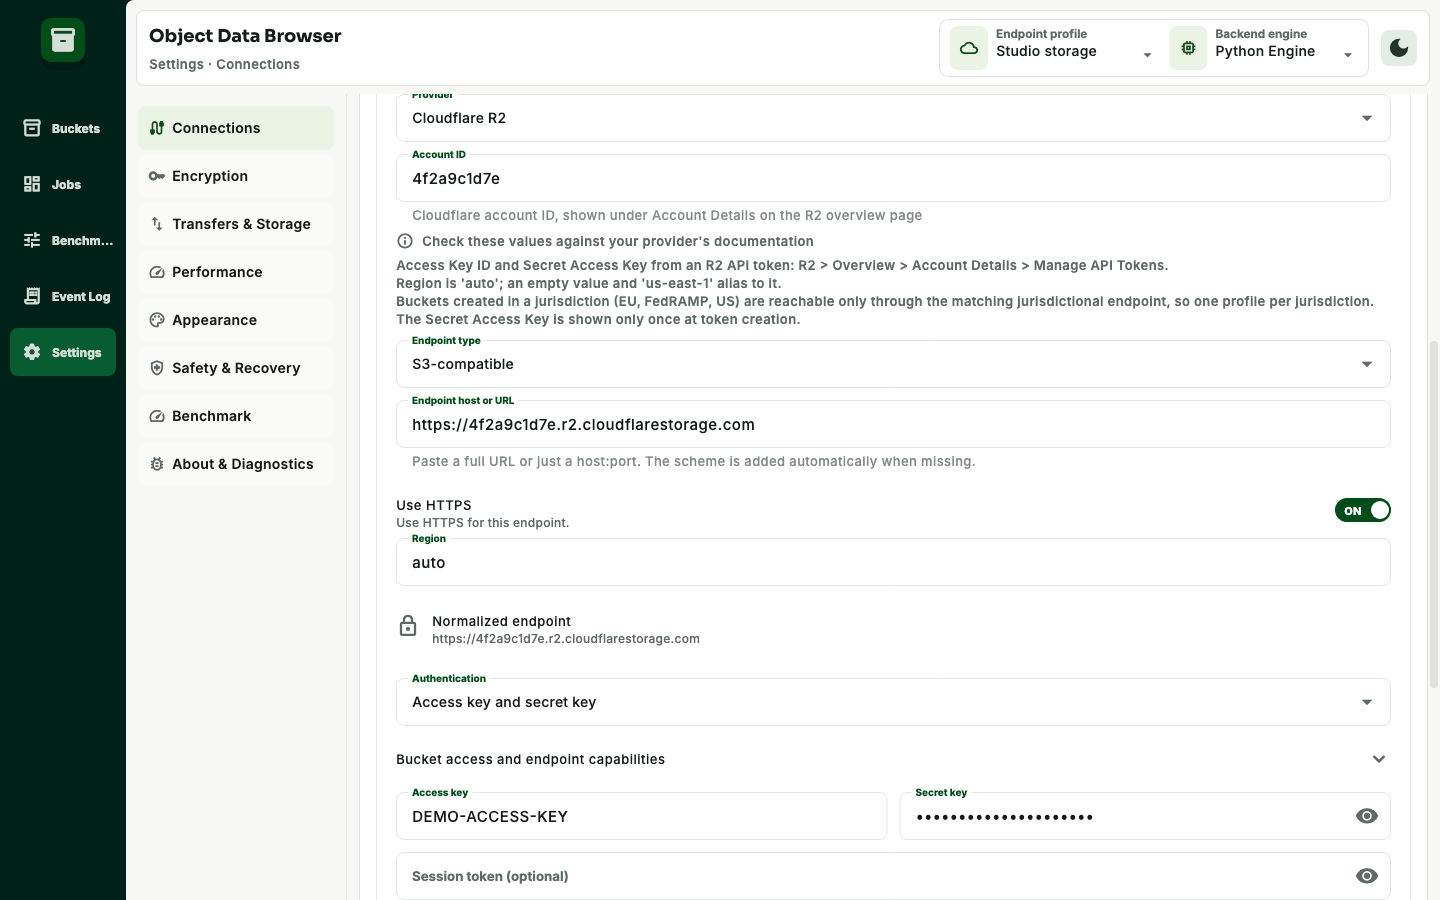 Object Data Browser
Settings · Connections
Endpoint profile
Studio storage
Backend engine
Python Engine
Buckets
Jobs
Benchm...
Event Log
Settings
Connections
Encryption
Transfers & Storage
Performance
Appearance
Safety & Recovery
Benchmark
About & Diagnostics
Provider
Cloudflare R2
Account ID
4f2a9c1d7e
Cloudflare account ID, shown under Account Details on the R2 overview page
Check these values against your provider's documentation
Access Key ID and Secret Access Key from an R2 API token: R2 > Overview > Account Details > Manage API Tokens.
Region is 'auto'; an empty value and 'us-east-1' alias to it.
Buckets created in a jurisdiction (EU, FedRAMP, US) are reachable only through the matching jurisdictional endpoint, so one profile per jurisdiction.
The Secret Access Key is shown only once at token creation.
Endpoint type
S3-compatible
Endpoint host or URL
https://4f2a9c1d7e.r2.cloudflarestorage.com
Paste a full URL or just a host:port. The scheme is added automatically when missing.
Use HTTPS
Use HTTPS for this endpoint.
ON
Region
auto
Normalized endpoint
https://4f2a9c1d7e.r2.cloudflarestorage.com
Authentication
Access key and secret key
Bucket access and endpoint capabilities
Access key
DEMO-ACCESS-KEY
Secret key
•••••••••••••••••••••
Session token (optional)